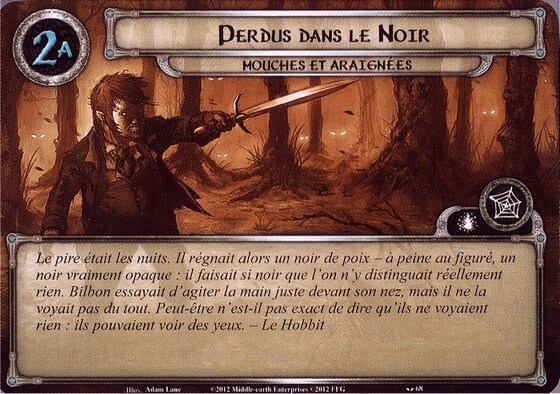 2A
Perdus dans le Noir
Mouches et Araignées
Le pire était les nuits. Il régnait alors un noir de poix – à peine au figuré, un
noir vraiment opaque : il faisait si noir que l'on n'y distinguait réellement
rien. Bilbon essayait d'agiter la main juste devant son nez, mais il ne la
voyait pas du tout. Peut-être n'est-il pas exact de dire qu'ils ne voyaient
rien : ils pouvaient voir des yeux. – Le Hobbit
Illus. Adam Lane ©2012 Middle-earth Enterprises ©2012 FFG 68